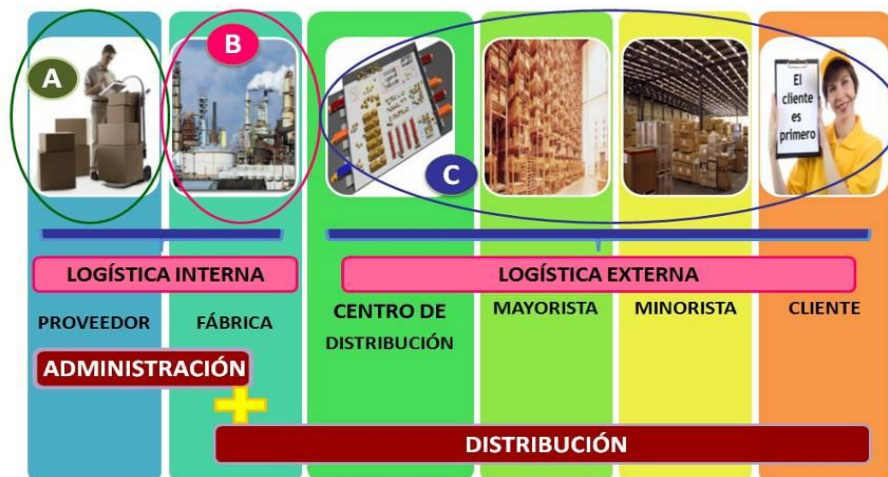 A
B
C
El
cliente
es
primero
LOGÍSTICA INTERNA
LOGÍSTICA EXTERNA
PROVEEDOR
FÁBRICA
CENTRO DE
DISTRIBUCIÓN
MAYORISTA
MINORISTA
CLIENTE
ADMINISTRACIÓN
DISTRIBUCIÓN